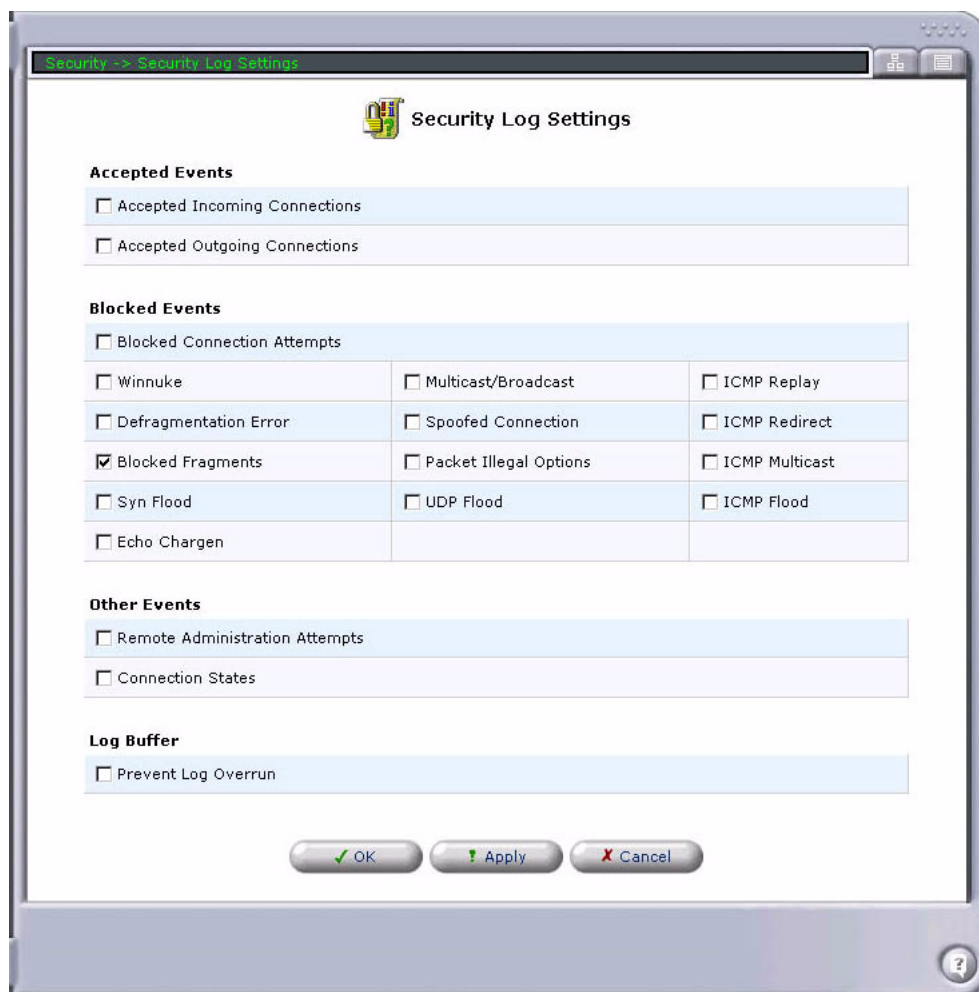 Security -> Security Log Settings
Security Log Settings
Accepted Events
Accepted Incoming Connections
Accepted Outgoing Connections
Blocked Events
Blocked Connection Attempts
Winnuke Multicast/Broadcast ICMP Replay
Defragmentation Error Spoofed Connection ICMP Redirect
Blocked Fragments Packet Illegal Options ICMP Multicast
Syn Flood UDP Flood ICMP Flood
Echo Chargen
Other Events
Remote Administration Attempts
Connection States
Log Buffer
Prevent Log Overrun
OK Apply Cancel